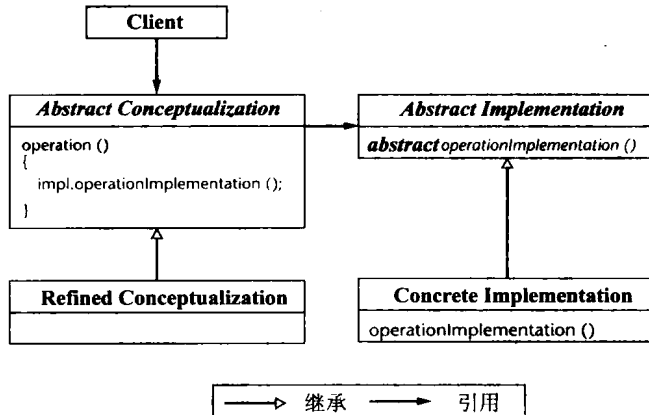 Client
Abstract Conceptualization
operation ()
{
impl.operationImplementation ();
}
Abstract Implementation
abstract operationImplementation ()
Refined Conceptualization
Concrete Implementation
operationImplementation ()
继承
引用